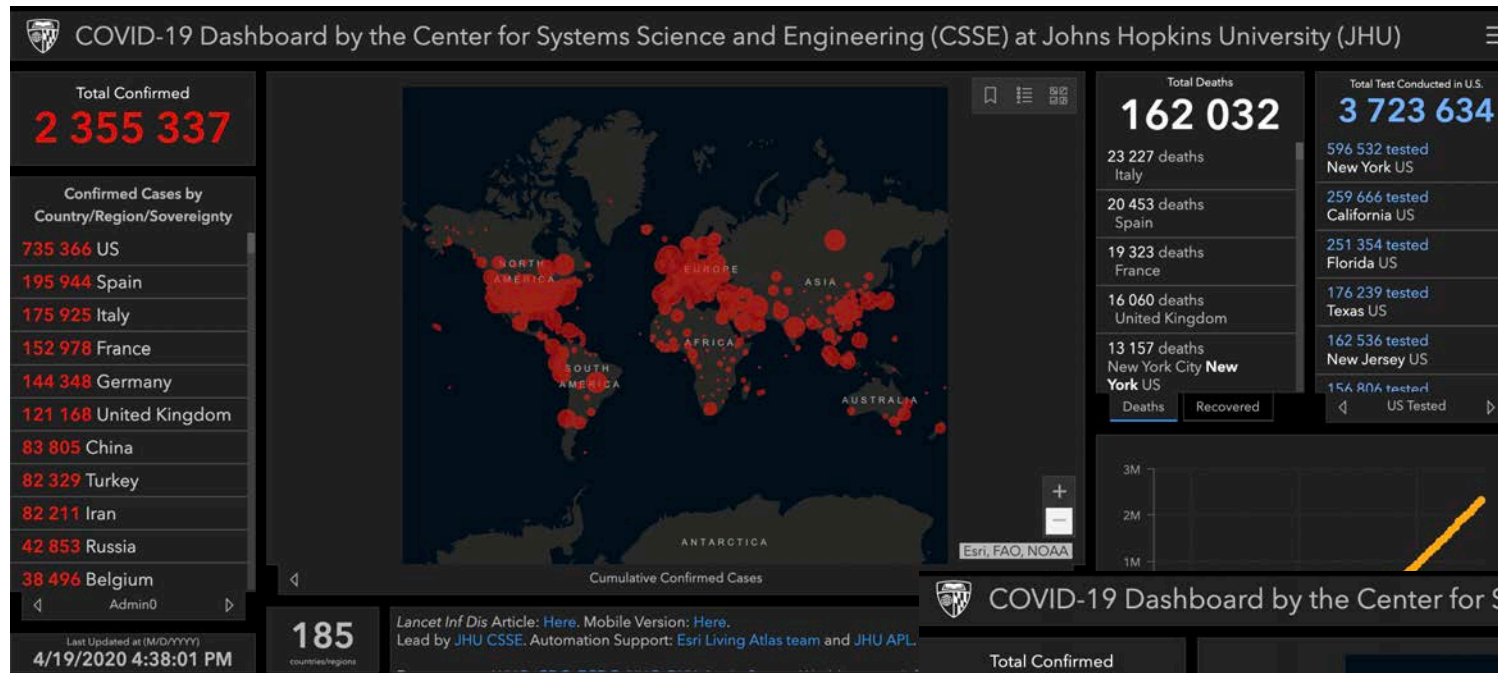 COVID-19 Dashboard by the Center for Systems Science and Engineering (CSSE) at Johns Hopkins University (JHU)
Total Confirmed
2 355 337
Confirmed Cases by
Country/Region/Sovereignty
735 366 US
195 944 Spain
175 925 Italy
152 978 France
144 348 Germany
121 168 United Kingdom
83 805 China
82 329 Turkey
82 211 Iran
42 853 Russia
38 496 Belgium
Admin0
Last Updated at (M/D/YYYY)
4/19/2020 4:38:01 PM
NORTH
AMERICA
EUROPE
ASIA
AFRICA
SOUTH
AMERICA
AUSTRALIA
ANTARCTICA
Esri, FAO, NOAA
Cumulative Confirmed Cases
185
countries/regions
Lancet Inf Dis Article: Here. Mobile Version: Here.
Lead by JHU CSSE. Automation Support: Esri Living Atlas team and JHU APL.
Total Deaths
162 032
23 227 deaths
Italy
20 453 deaths
Spain
19 323 deaths
France
16 060 deaths
United Kingdom
13 157 deaths
New York City New
York US
Deaths
Recovered
Total Test Conducted in U.S.
3 723 634
596 532 tested
New York US
259 666 tested
California US
251 354 tested
Florida US
176 239 tested
Texas US
162 536 tested
New Jersey US
156 806 tested
US Tested
3M
2M
1M
COVID-19 Dashboard by the Center for S
Total Confirmed